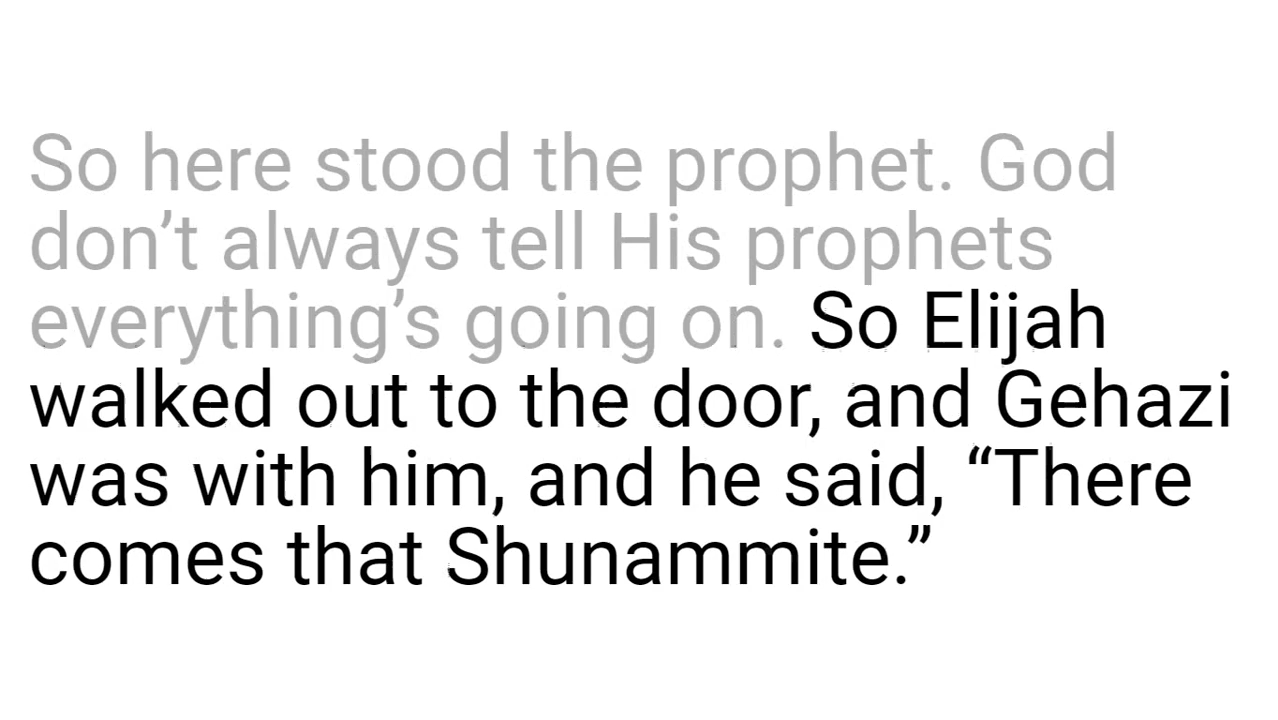 So here stood the prophet. God
don’t always tell His prophets
everything’s going on. So Elijah
walked out to the door, and Gehazi
was with him, and he said, “There
comes that Shunammite.”